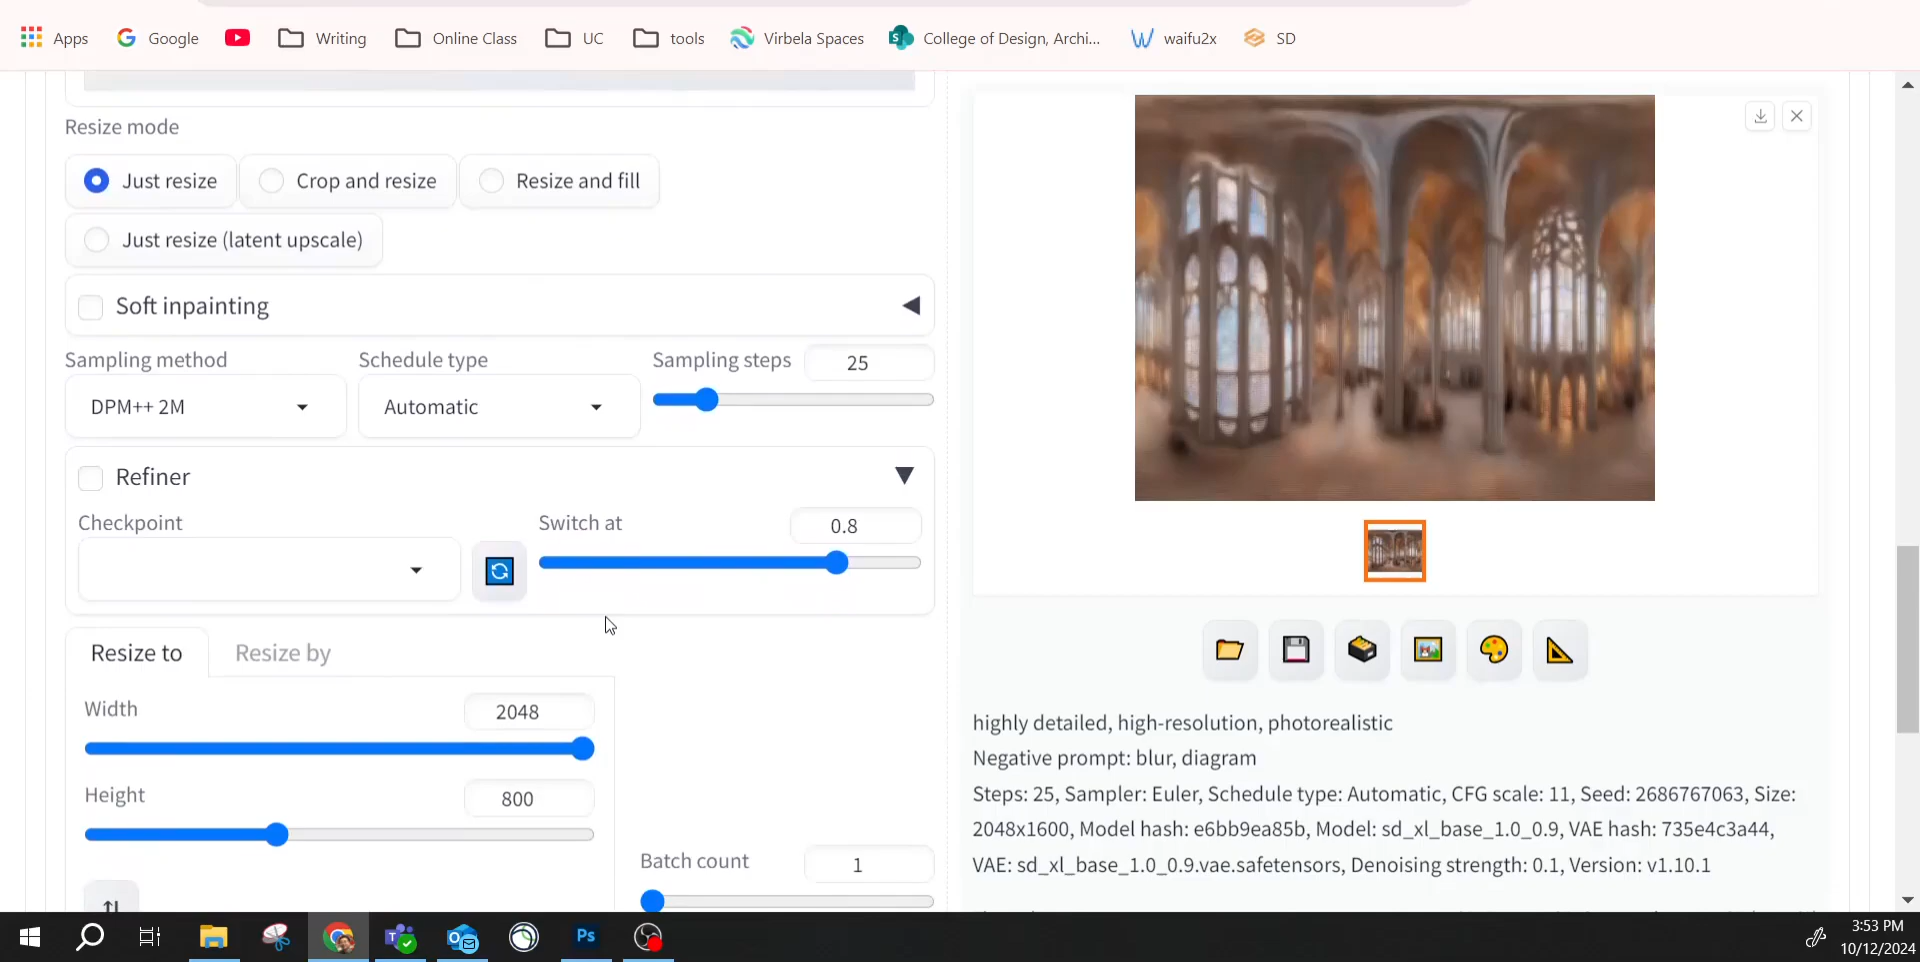 Apps Google Writing Online Class UC tools Virbela Spaces College of Design, Archi... waifu2x SD
Resize mode
Just resize Crop and resize Resize and fill
Just resize (latent upscale)
Soft inpainting
Sampling method Schedule type Sampling steps 25
DPM++ 2M Automatic
Refiner
Checkpoint Switch at 0.8
Resize to Resize by
Width 2048
Height 800
Batch count 1
highly detailed, high-resolution, photorealistic
Negative prompt: blur, diagram
Steps: 25, Sampler: Euler, Schedule type: Automatic, CFG scale: 11, Seed: 2686767063, Size:
2048x1600, Model hash: e6bb9ea85b, Model: sd_xl_base_1.0_0.9, VAE hash: 735e4c3a44,
VAE: sd_xl_base_1.0_0.9.vae.safetensors, Denoising strength: 0.1, Version: v1.10.1
Ps
3:53 PM
10/12/2024